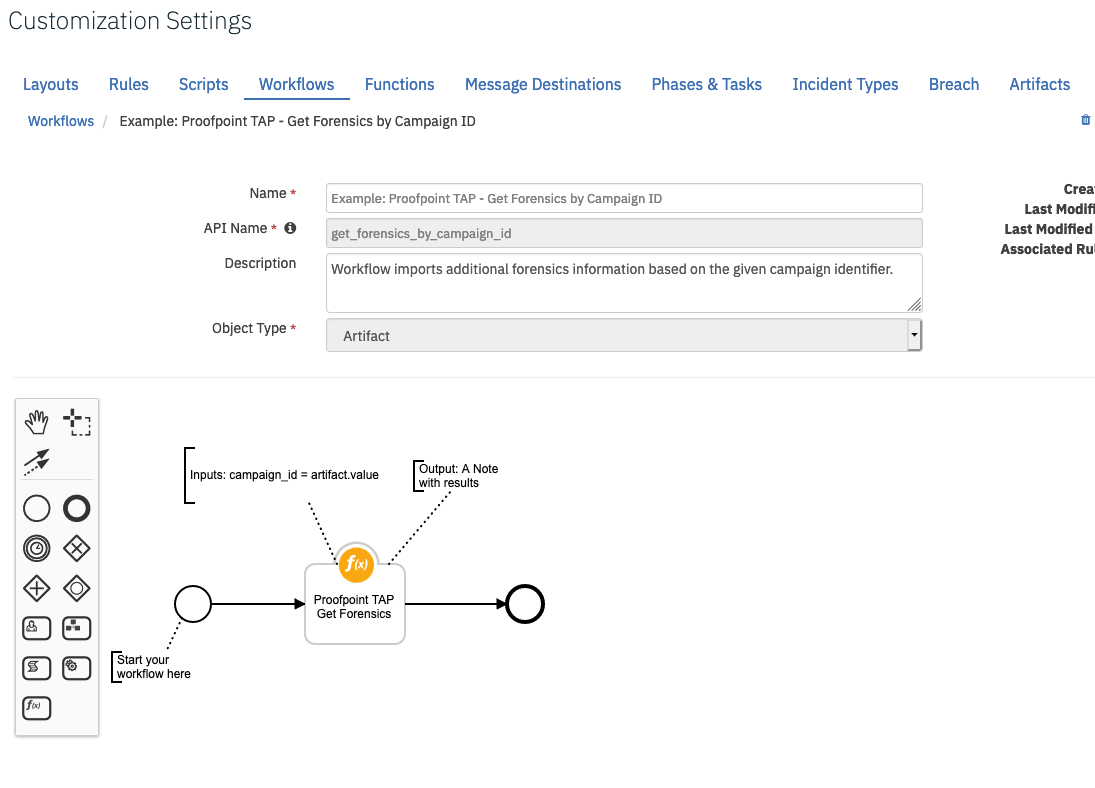 Customization Settings
Layouts Rules Scripts Workflows Functions Message Destinations Phases & Tasks Incident Types Breach Artifacts
Workflows / Example: Proofpoint TAP - Get Forensics by Campaign ID
Name * Example: Proofpoint TAP - Get Forensics by Campaign ID
API Name * get_forensics_by_campaign_id
Description Workflow imports additional forensics information based on the given campaign identifier.
Object Type * Artifact
Crea
Last Modifi
Last Modified
Associated Ru
Inputs: campaign_id = artifact.value
Output: A Note
with results
f(x)
Proofpoint TAP
Get Forensics
Start your
workflow here
f(x)